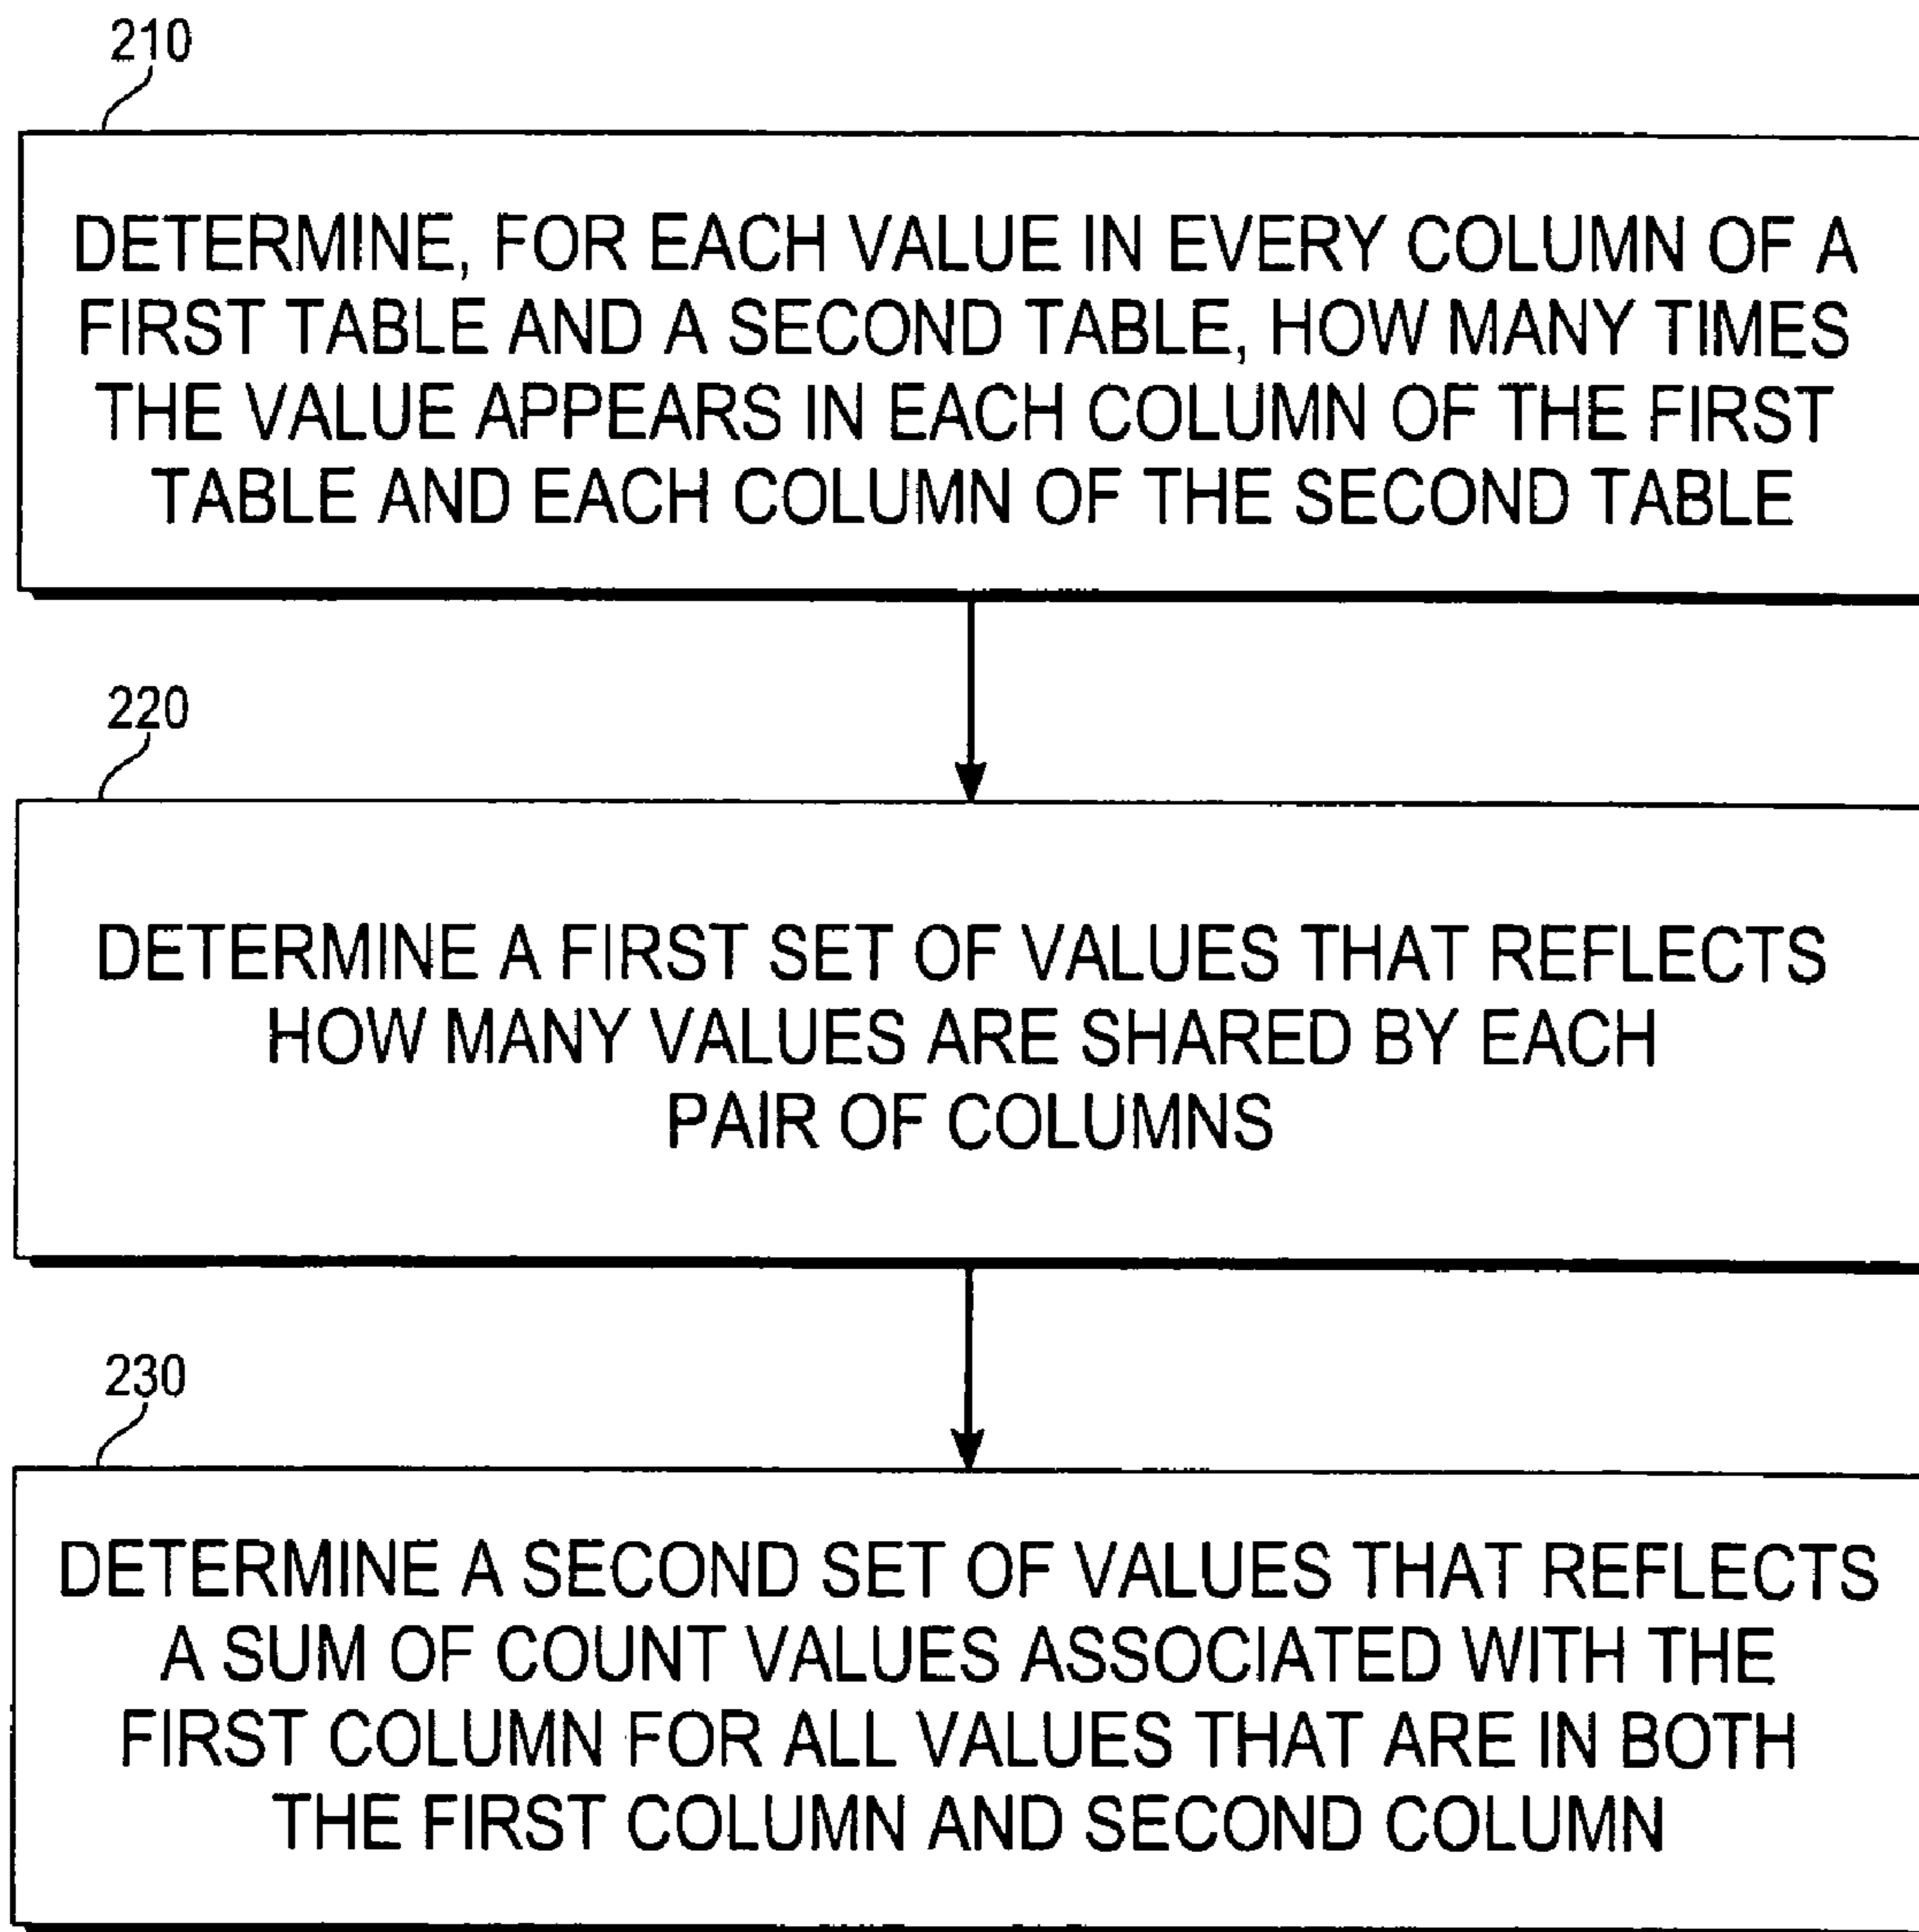 210
DETERMINE, FOR EACH VALUE IN EVERY COLUMN OF A
FIRST TABLE AND A SECOND TABLE, HOW MANY TIMES
THE VALUE APPEARS IN EACH COLUMN OF THE FIRST
TABLE AND EACH COLUMN OF THE SECOND TABLE
220
DETERMINE A FIRST SET OF VALUES THAT REFLECTS
HOW MANY VALUES ARE SHARED BY EACH
PAIR OF COLUMNS
230
DETERMINE A SECOND SET OF VALUES THAT REFLECTS
A SUM OF COUNT VALUES ASSOCIATED WITH THE
FIRST COLUMN FOR ALL VALUES THAT ARE IN BOTH
THE FIRST COLUMN AND SECOND COLUMN